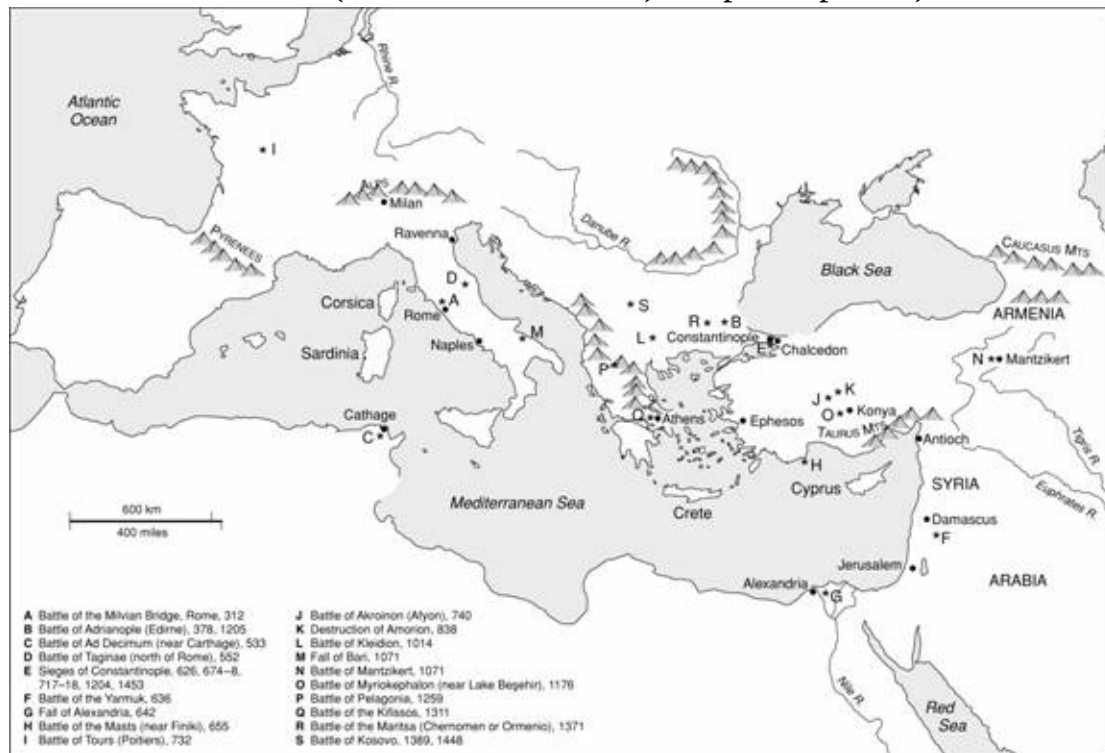 Atlantic
Ocean
Rhine R.
I
ALPS
Milan
PYRENEES
Ravenna
Danube R.
CAUCASUS MTS
Black Sea
ARMENIA
D
Corsica
A
Rome
S
R
B
Constantinople
L
E
Chalcedon
M
Naples
Sardinia
P
N
Mantzikert
K
J
O
Konya
Cathage
C
Q
Athens
Ephesos
TAURUS MTS
Antioch
Tigris R.
H
Cyprus
SYRIA
Euphrates R.
Mediterranean Sea
Crete
600 km
400 miles
Damascus
F
Jerusalem
ARABIA
Alexandria
G
Nile R.
Red
Sea
A Battle of the Milvian Bridge, Rome, 312
B Battle of Adrianople (Edirne), 378, 1205
C Battle of Ad Decimum (near Carthage), 533
D Battle of Taginae (north of Rome), 552
E Sieges of Constantinople, 626, 674–8,
717–18, 1204, 1453
F Battle of the Yarmuk, 636
G Fall of Alexandria, 642
H Battle of the Masts (near Finiki), 655
I Battle of Tours (Poitiers), 732
J Battle of Akroinon (Afyon), 740
K Destruction of Amorion, 838
L Battle of Kleidion, 1014
M Fall of Bari, 1071
N Battle of Mantzikert, 1071
O Battle of Myriokephalon (near Lake Beşehir), 1176
P Battle of Pelagonia, 1259
Q Battle of the Kifissos, 1311
R Battle of the Maritsa (Chernomen or Ormenio), 1371
S Battle of Kosovo, 1389, 1448